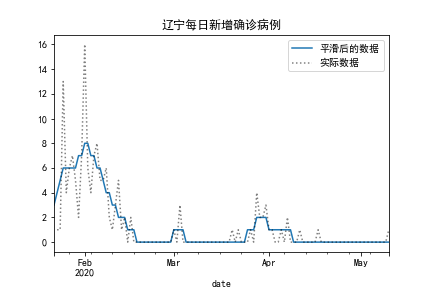 辽宁每日新增确诊病例
平滑后的数据
实际数据
16
14
12
10
8
6
4
2
0
Feb
2020
Mar
Apr
May
date